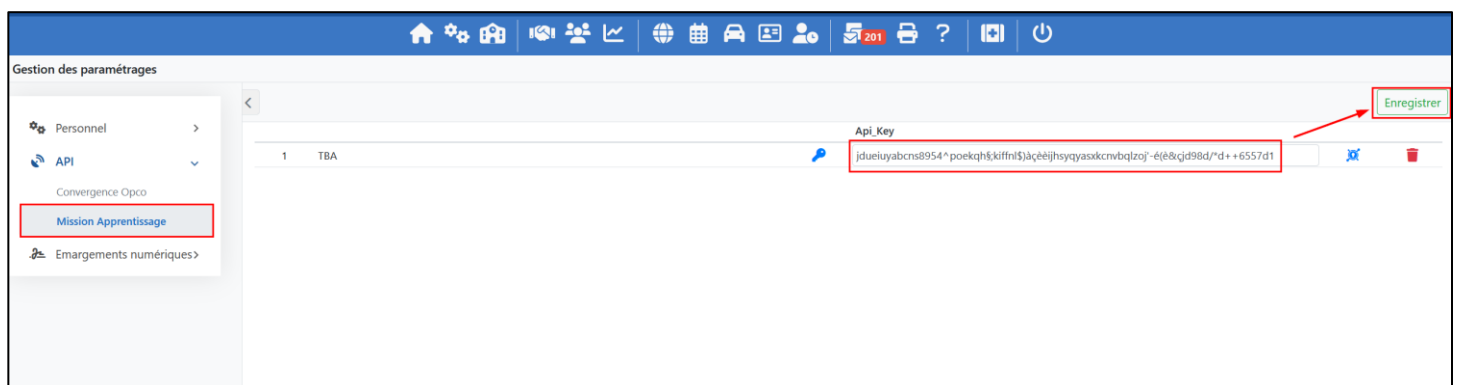 201 ?
Gestion des paramétrages
Enregistrer
Personnel
API
Convergence Opco
Mission Apprentissage
Emargements numériques
Api_Key
1 TBA jdueiuyabcns8954^poekqh§;kiffnl$)àçèèijhsyqyasxkcnvbqlzoj'-é(è&çjd98d/*d++6557d1